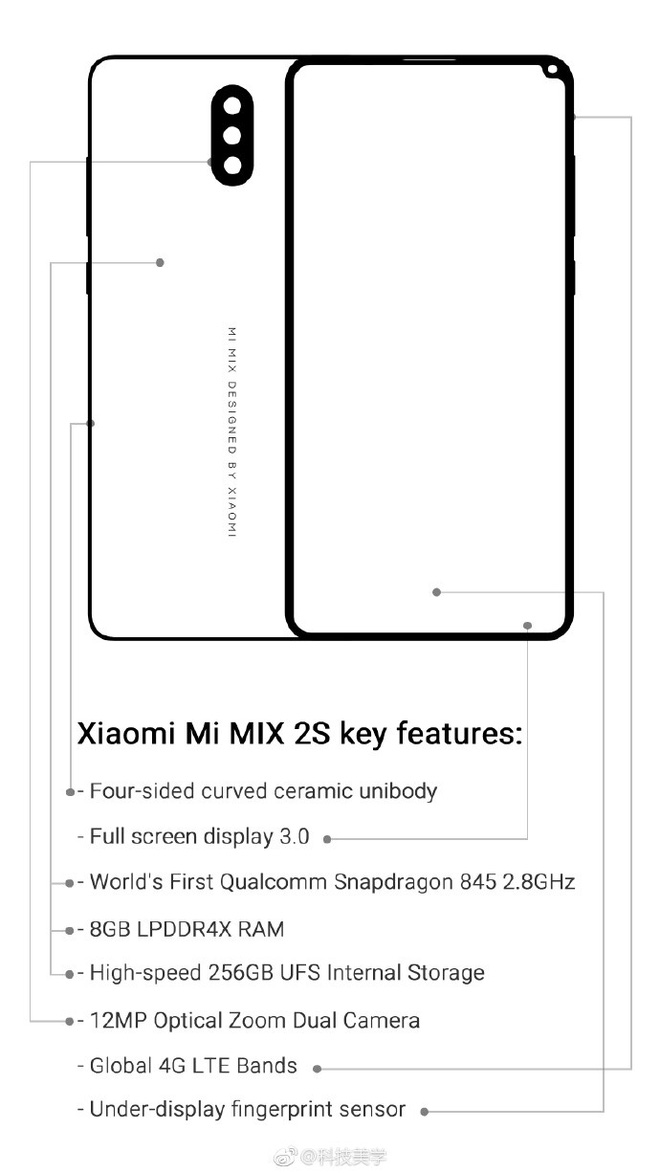 MI MIX DESIGNED BY XIAOMI
Xiaomi Mi MIX 2S key features:
- Four-sided curved ceramic unibody
- Full screen display 3.0
- World's First Qualcomm Snapdragon 845 2.8GHz
- 8GB LPDDR4X RAM
- High-speed 256GB UFS Internal Storage
- 12MP Optical Zoom Dual Camera
- Global 4G LTE Bands
- Under-display fingerprint sensor
@科技美学